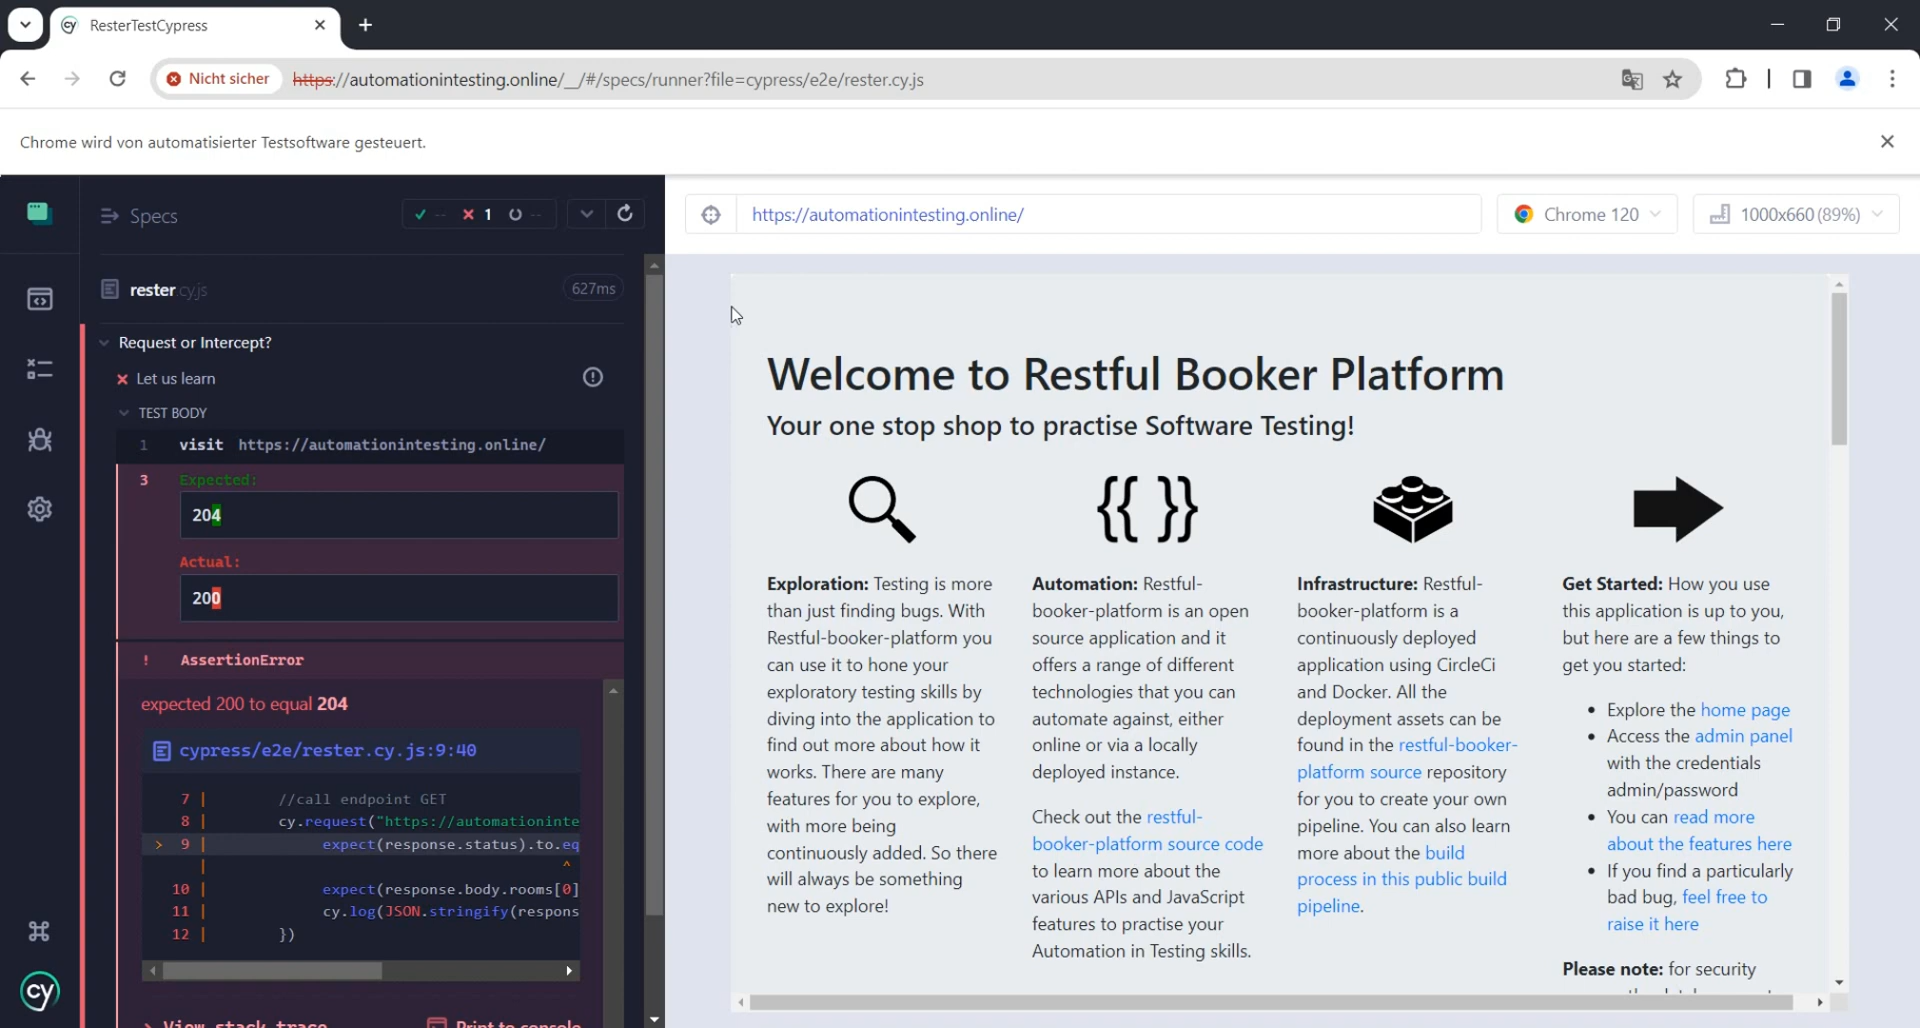 ResterTestCypress
Nicht sicher
https://automationintesting.online/__/#/specs/runner?file=cypress/e2e/rester.cy.js
Chrome wird von automatisierter Testsoftware gesteuert.
Specs
✓ -- ✕ 1 --
rester cy.js
627ms
Request or Intercept?
Let us learn
TEST BODY
1 visit https://automationintesting.online/
3 Expected:
204
Actual:
200
! AssertionError
expected 200 to equal 204
cypress/e2e/rester.cy.js:9:40
7 | //call endpoint GET
8 | cy.request("https://automationinte
> 9 | expect(response.status).to.eq
| ^
10 | expect(response.body.rooms[0]
11 | cy.log(JSON.stringify(respons
12 | })
View stack trace
Print to console
cy
https://automationintesting.online/
Chrome 120
1000x660 (89%)
Welcome to Restful Booker Platform
Your one stop shop to practise Software Testing!
Exploration: Testing is more
than just finding bugs. With
Restful-booker-platform you
can use it to hone your
exploratory testing skills by
diving into the application to
find out more about how it
works. There are many
features for you to explore,
with more being
continuously added. So there
will always be something
new to explore!
{{ }}
Automation: Restful-
booker-platform is an open
source application and it
offers a range of different
technologies that you can
automate against, either
online or via a locally
deployed instance.
Check out the restful-
booker-platform source code
to learn more about the
various APIs and JavaScript
features to practise your
Automation in Testing skills.
Infrastructure: Restful-
booker-platform is a
continuously deployed
application using CircleCi
and Docker. All the
deployment assets can be
found in the restful-booker-
platform source repository
for you to create your own
pipeline. You can also learn
more about the build
process in this public build
pipeline.
Get Started: How you use
this application is up to you,
but here are a few things to
get you started:
• Explore the home page
• Access the admin panel
with the credentials
admin/password
• You can read more
about the features here
• If you find a particularly
bad bug, feel free to
raise it here
Please note: for security